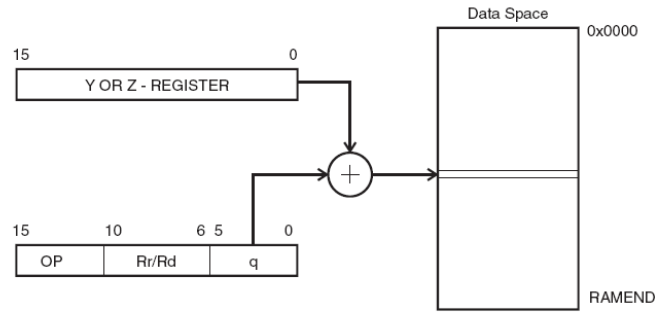 Data Space
0x0000
15 0
Y OR Z - REGISTER
+
15 10 6 5 0
OP Rr/Rd q
RAMEND